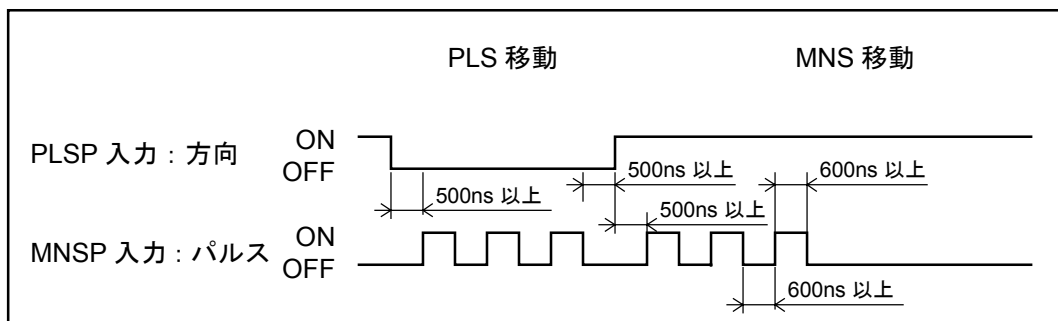 PLS 移動 MNS 移動
PLSP 入力：方向 ON
OFF
500ns 以上 600ns 以上
500ns 以上 500ns 以上
MNSP 入力：パルス ON
OFF
600ns 以上